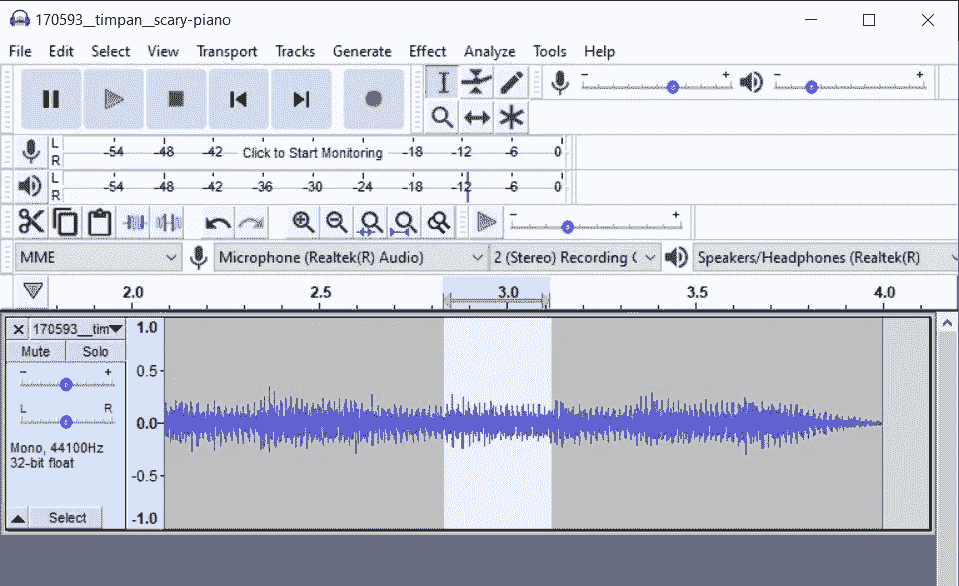 170593__timpan__scary-piano
File Edit Select View Transport Tracks Generate Effect Analyze Tools Help
- + - +
L
R
-54 -48 -42 Click to Start Monitoring -18 -12 -6 0
L
R
-54 -48 -42 -36 -30 -24 -18 -12 -6 0
- +
MME Microphone (Realtek(R) Audio) 2 (Stereo) Recording C Speakers/Headphones (Realtek(R)
2.0 2.5 3.0 3.5 4.0
170593__tim
Mute Solo
- +
L R
Mono, 44100Hz
32-bit float
Select
1.0
0.5
0.0
-0.5
-1.0